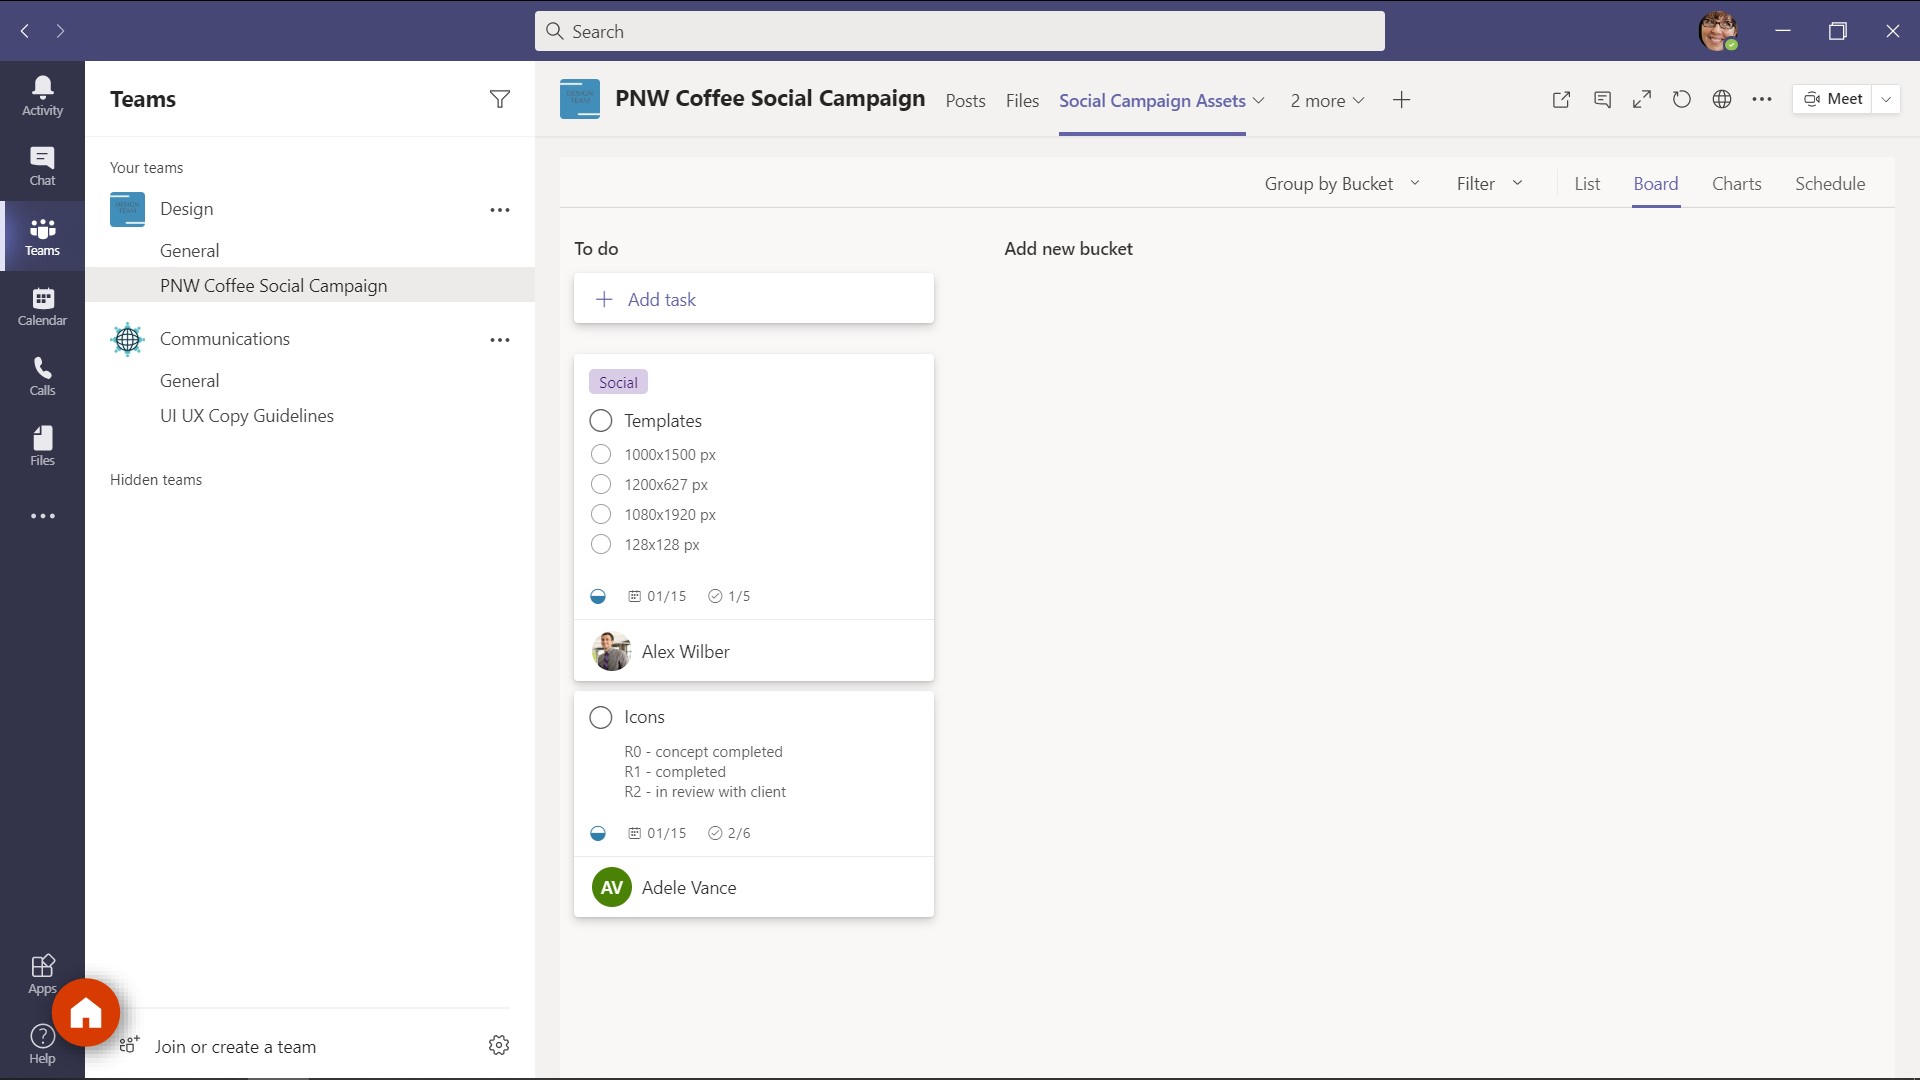 Search
Activity
Chat
Teams
Calendar
Calls
Files
Apps
Help
Teams
Your teams
Design
General
PNW Coffee Social Campaign
Communications
General
UI UX Copy Guidelines
Hidden teams
Join or create a team
PNW Coffee Social Campaign Posts Files Social Campaign Assets 2 more Meet
Group by Bucket Filter List Board Charts Schedule
To do
Add task
Social
Templates
1000x1500 px
1200x627 px
1080x1920 px
128x128 px
01/15 1/5
Alex Wilber
Icons
R0 - concept completed
R1 - completed
R2 - in review with client
01/15 2/6
AV Adele Vance
Add new bucket